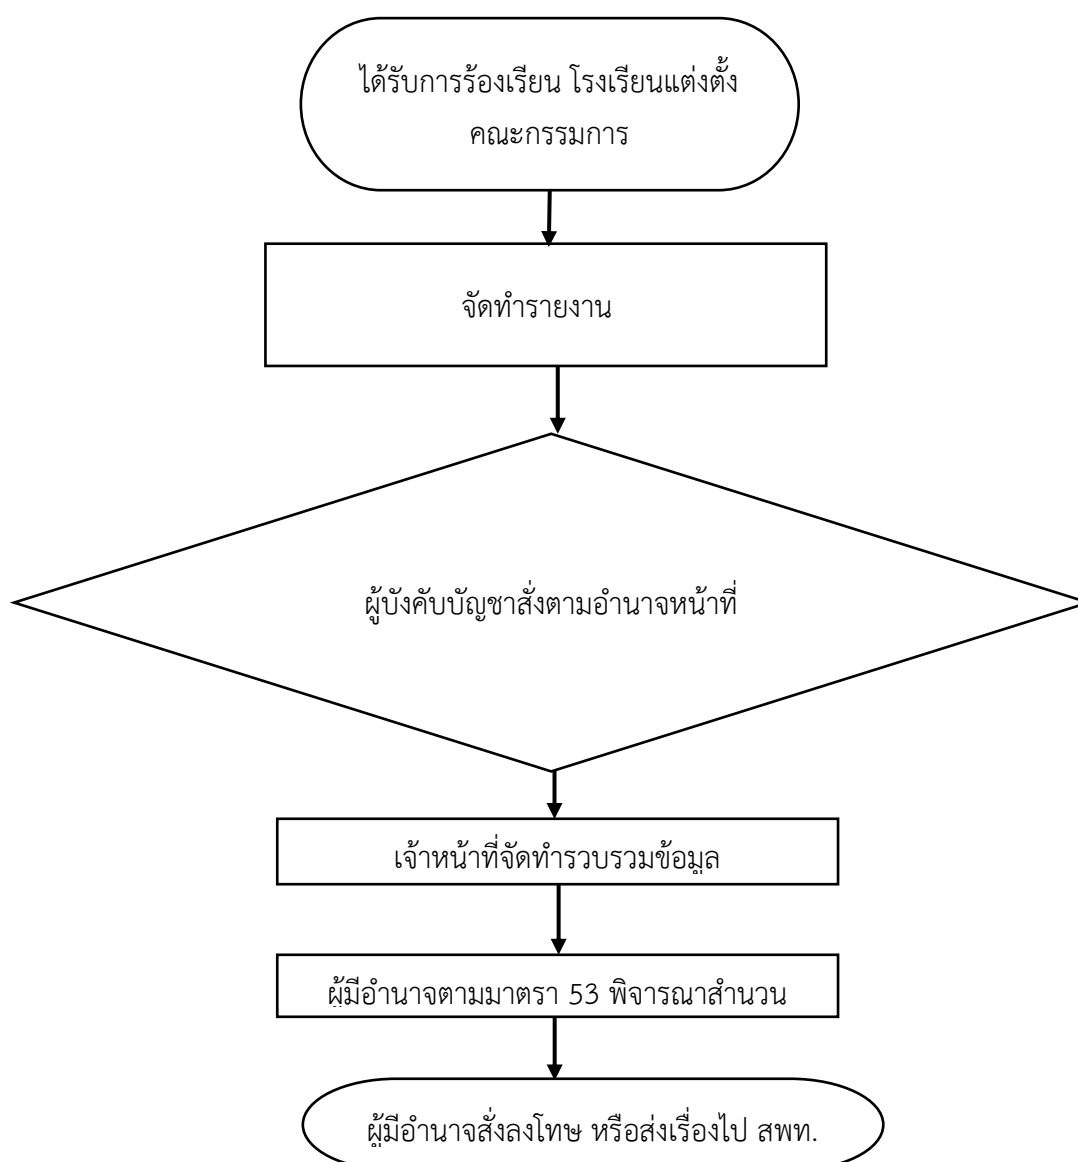 ได้รับการร้องเรียน โรงเรียนแต่งตั้ง
คณะกรรมการ
จัดทำรายงาน
ผู้บังคับบัญชาสั่งตามอำนาจหน้าที่
เจ้าหน้าที่จัดทำรวบรวมข้อมูล
ผู้มีอำนาจตามมาตรา 53 พิจารณาสำนวน
ผู้มีอำนาจสั่งลงโทษ หรือส่งเรื่องไป สพท.